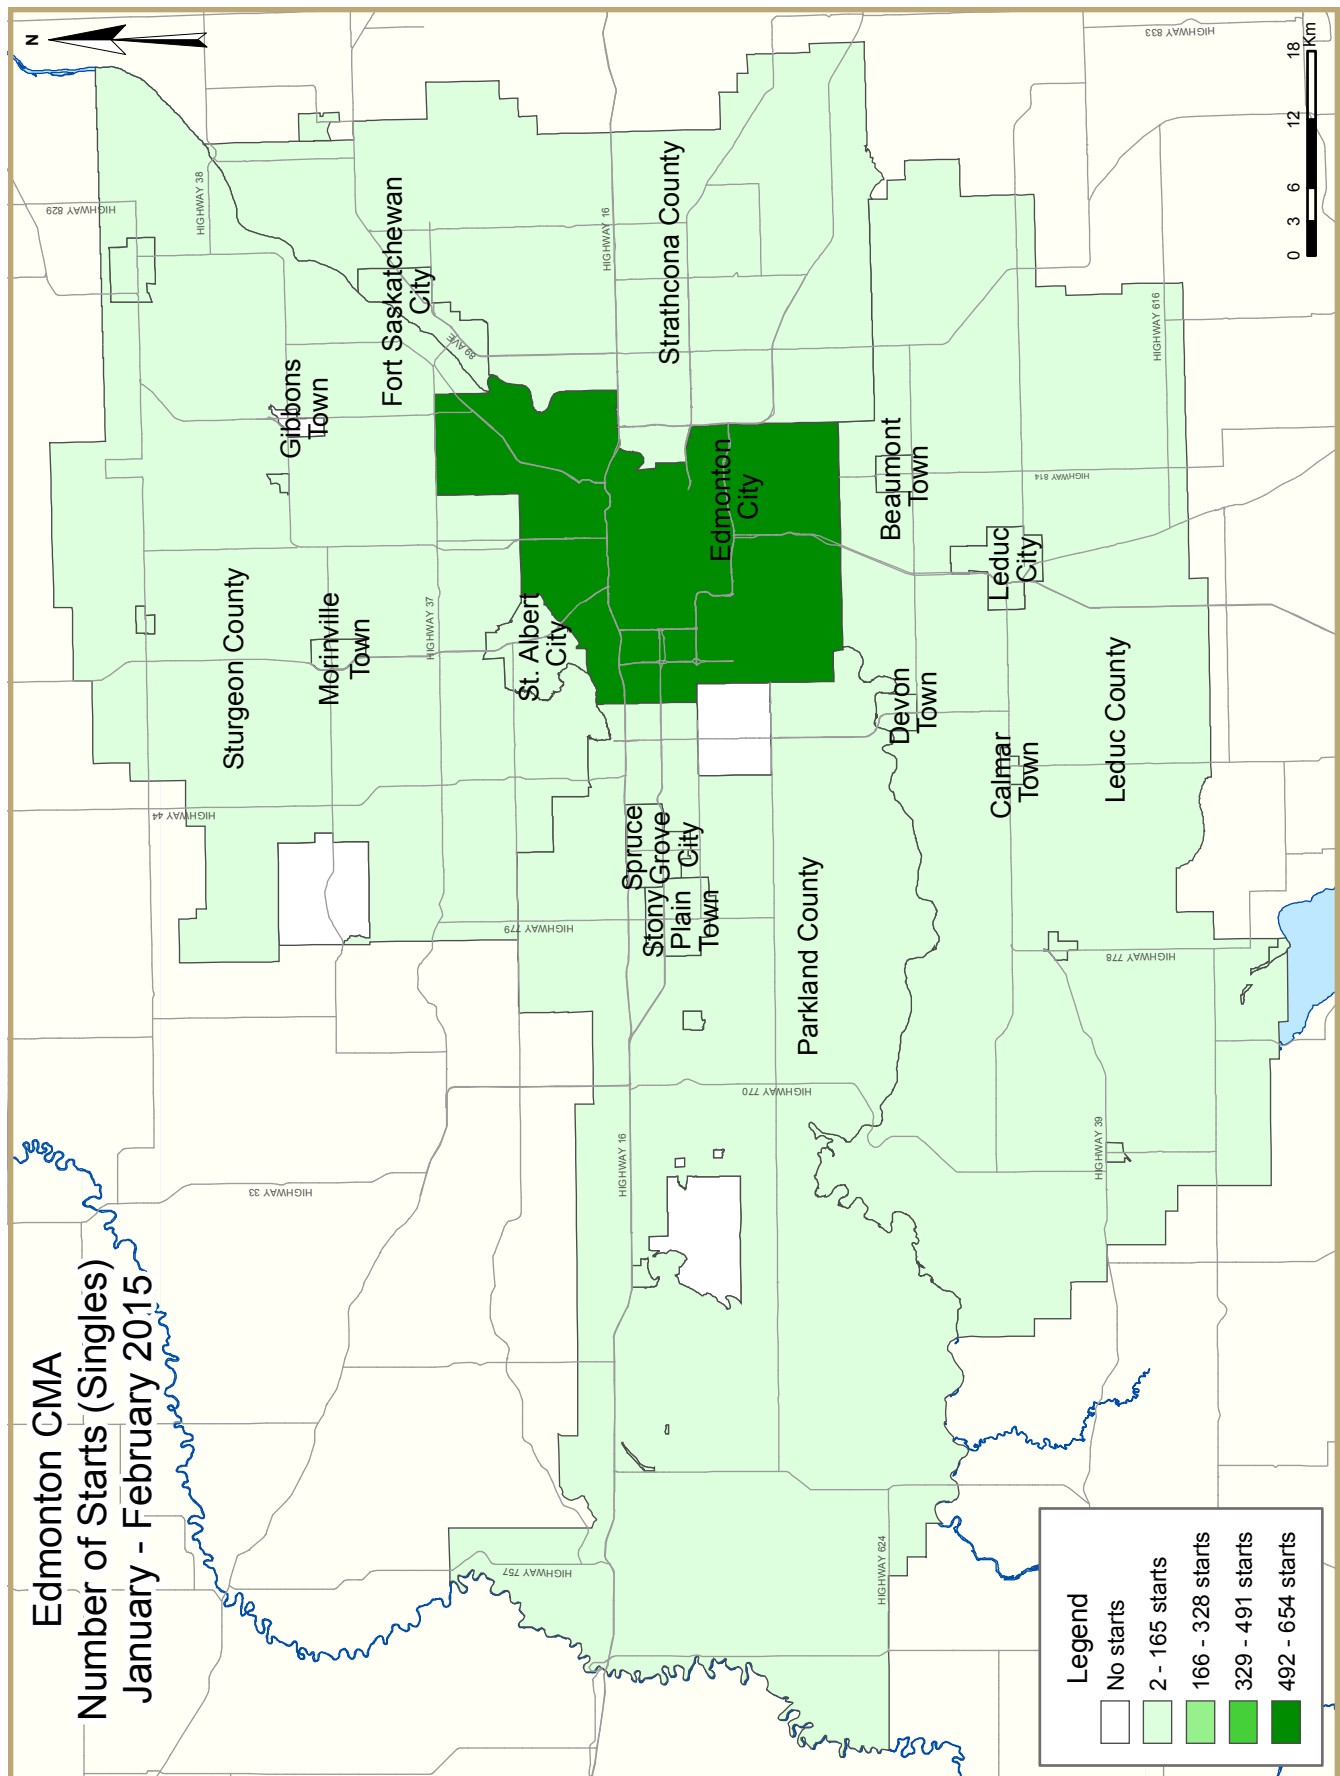 Edmonton CMA
Number of Starts (Singles)
January - February 2015
N
HIGHWAY 829
HIGHWAY 38
HIGHWAY 833
HIGHWAY 44
HIGHWAY 37
HIGHWAY 779
HIGHWAY 33
HIGHWAY 757
HIGHWAY 16
HIGHWAY 16
HIGHWAY 770
HIGHWAY 624
HIGHWAY 39
HIGHWAY 778
HIGHWAY 814
HIGHWAY 616
89 AVE
Gibbons
Town
Fort Saskatchewan
City
Sturgeon County
Morinville
Town
St. Albert
City
Strathcona County
Edmonton
City
Spruce
Grove
City
Stony
Plain
Town
Parkland County
Beaumont
Town
Devon
Town
Leduc
City
Calmar
Town
Leduc County
Legend
No starts
2 - 165 starts
166 - 328 starts
329 - 491 starts
492 - 654 starts
0 3 6 12 18
Km